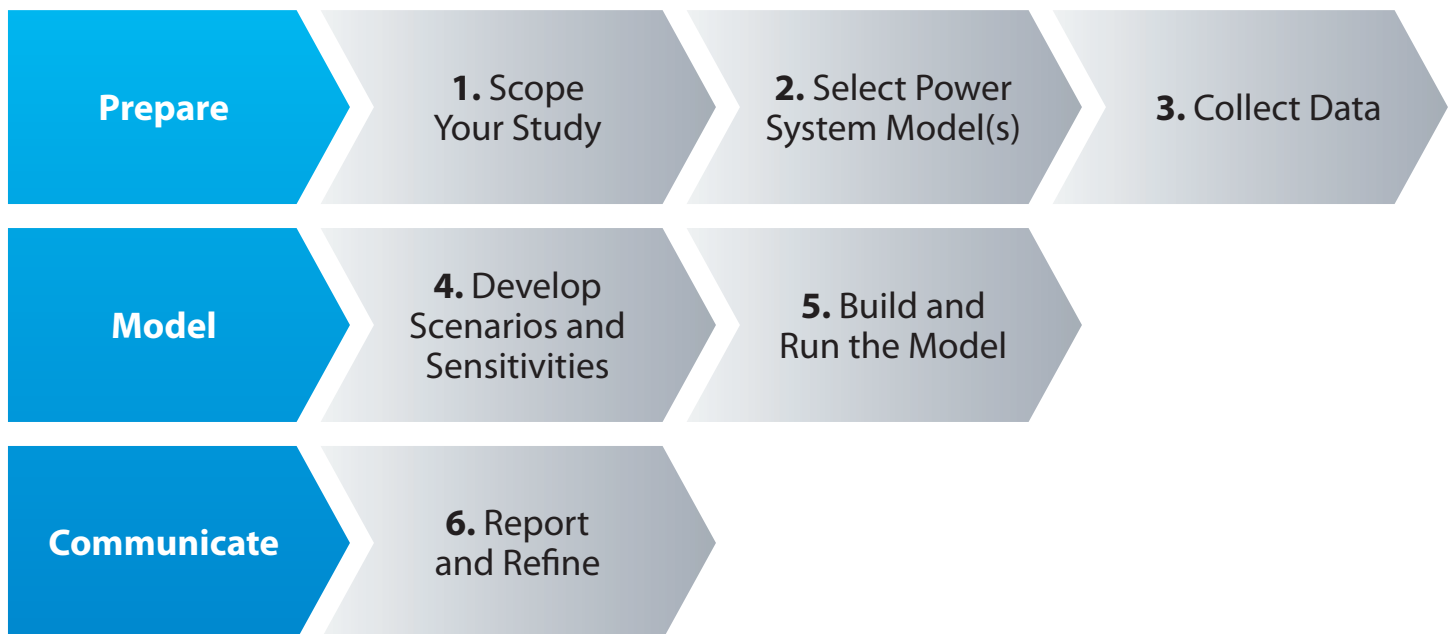 Prepare
1. Scope
Your Study
2. Select Power
System Model(s)
3. Collect Data
Model
4. Develop
Scenarios and
Sensitivities
5. Build and
Run the Model
Communicate
6. Report
and Refine